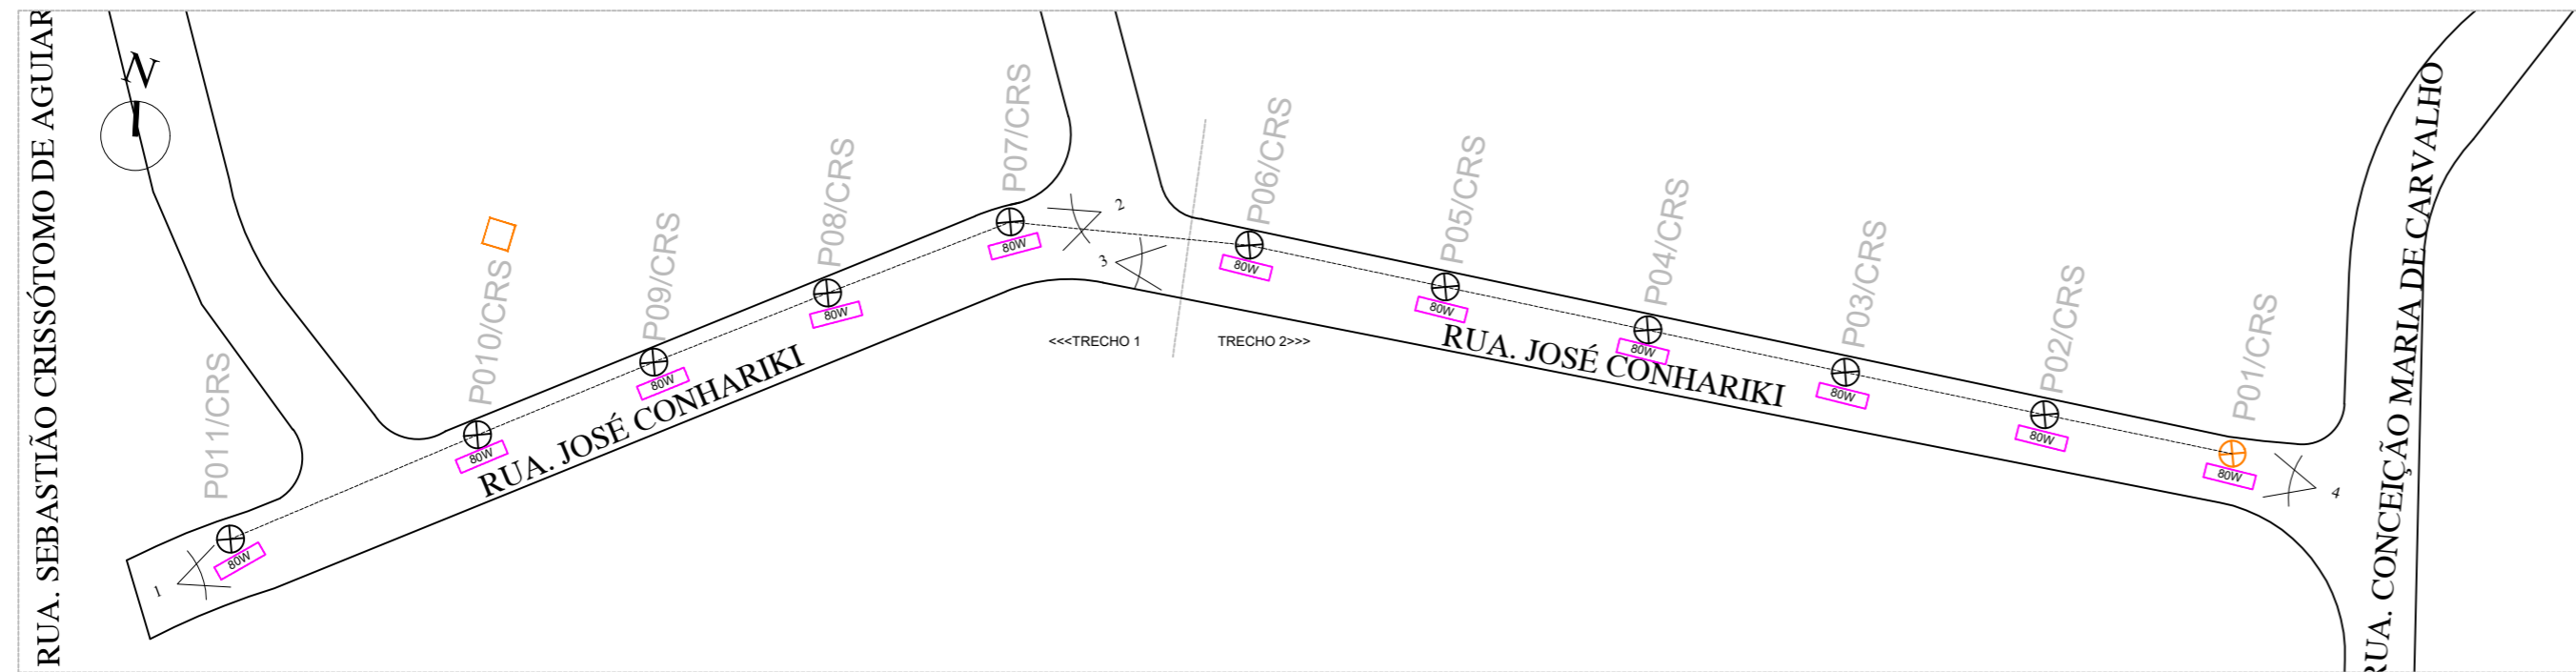 RUA. SEBASTIÃO CRISSÓTOMO DE AGUIAR
N
P011/CRS
80W
1
P010/CRS
80W
P09/CRS
80W
RUA. JOSÉ CONHARIKI
P08/CRS
80W
P07/CRS
80W
2
3
<<<TRECHO 1
TRECHO 2>>>
P06/CRS
80W
P05/CRS
80W
RUA. JOSÉ CONHARIKI
P04/CRS
80W
P03/CRS
80W
P02/CRS
80W
P01/CRS
80W
4
RUA. CONCEIÇÃO MARIA DE CARVALHO